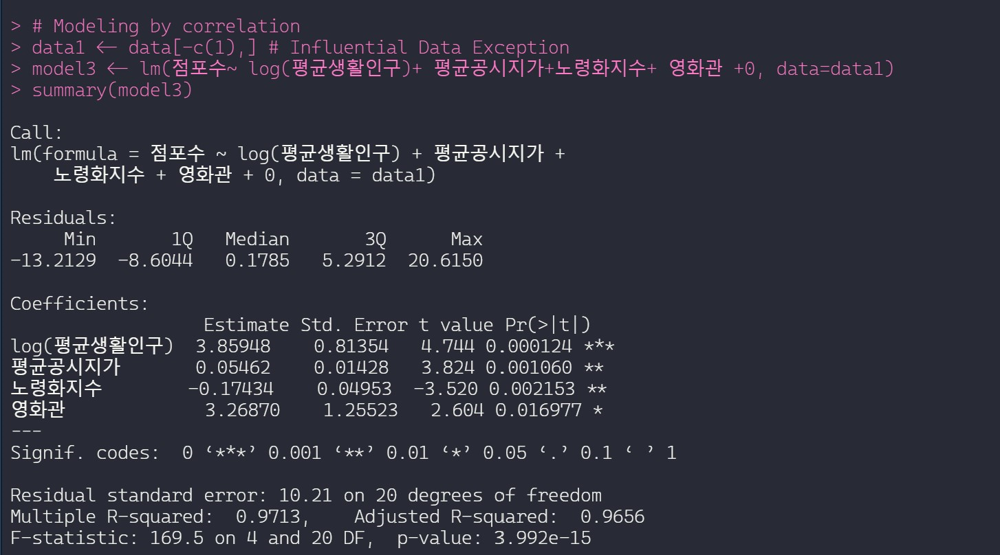 > # Modeling by correlation
> data1 <- data[-c(1),] # Influential Data Exception
> model3 <- lm(점포수~ log(평균생활인구)+ 평균공시지가+노령화지수+ 영화관 +0, data=data1)
> summary(model3)
Call:
lm(formula = 점포수 ~ log(평균생활인구) + 평균공시지가 +
    노령화지수 + 영화관 + 0, data = data1)
Residuals:
     Min       1Q   Median       3Q      Max
-13.2129  -8.6044   0.1785   5.2912  20.6150
Coefficients:
                  Estimate Std. Error t value Pr(>|t|)
log(평균생활인구)  3.85948    0.81354   4.744 0.000124 ***
평균공시지가       0.05462    0.01428   3.824 0.001060 **
노령화지수        -0.17434    0.04953  -3.520 0.002153 **
영화관             3.26870    1.25523   2.604 0.016977 *
---
Signif. codes:  0 ‘***’ 0.001 ‘**’ 0.01 ‘*’ 0.05 ‘.’ 0.1 ‘ ’ 1
Residual standard error: 10.21 on 20 degrees of freedom
Multiple R-squared:  0.9713,    Adjusted R-squared:  0.9656
F-statistic: 169.5 on 4 and 20 DF,  p-value: 3.992e-15